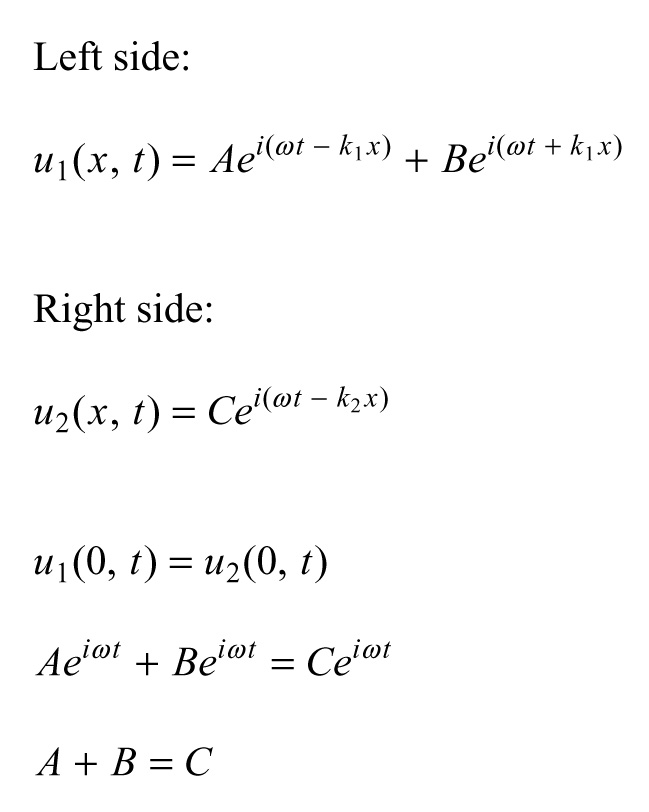 Left side:
u₁(x, t) = Ae^{i(ωt − k₁x)} + Be^{i(ωt + k₁x)}
Right side:
u₂(x, t) = Ce^{i(ωt − k₂x)}
u₁(0, t) = u₂(0, t)
Ae^{iωt} + Be^{iωt} = Ce^{iωt}
A + B = C